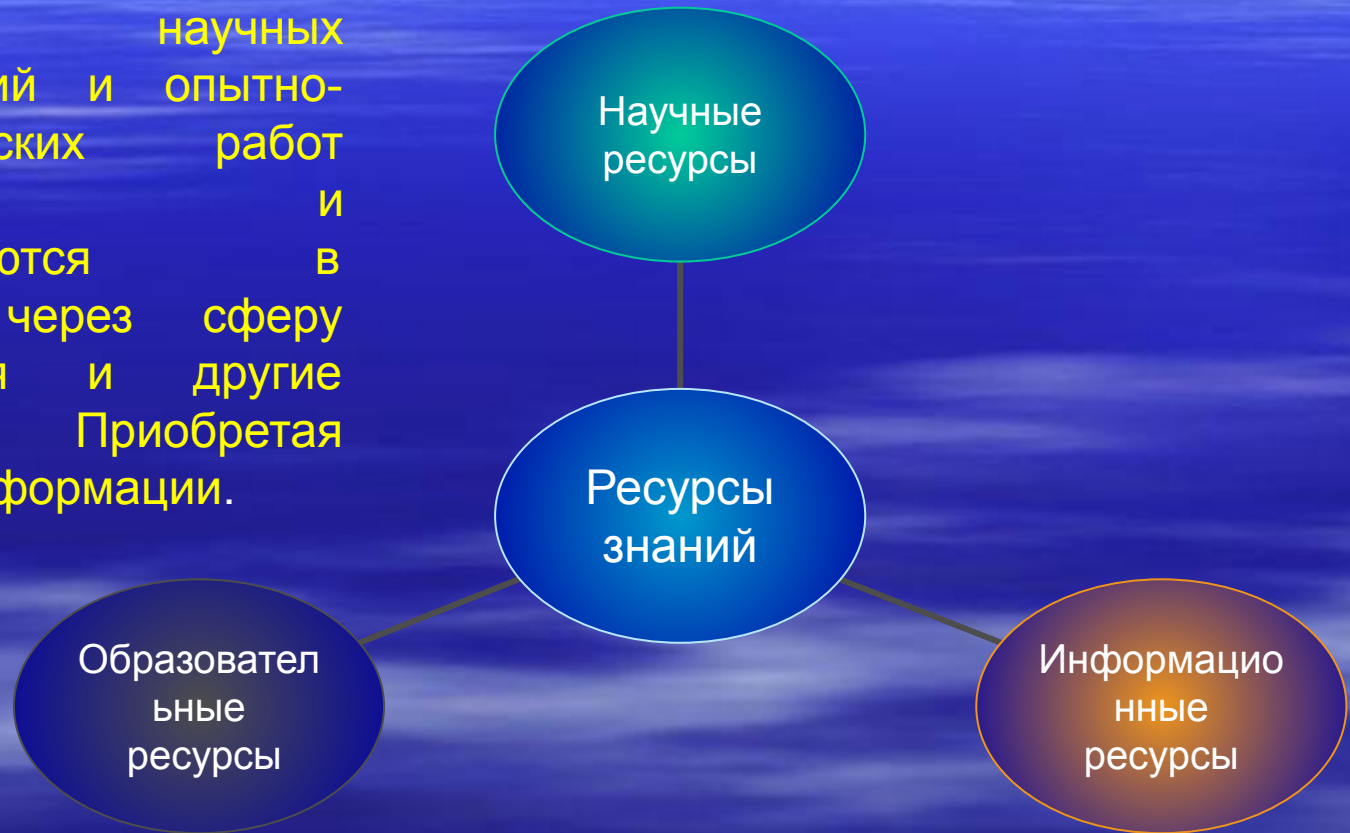 научных
ий и опытно-
ских работ
и
ются в
через сферу
я и другие
Приобретая
формации.
Научные
ресурсы
Ресурсы
знаний
Образовател
ьные
ресурсы
Информацио
нные
ресурсы